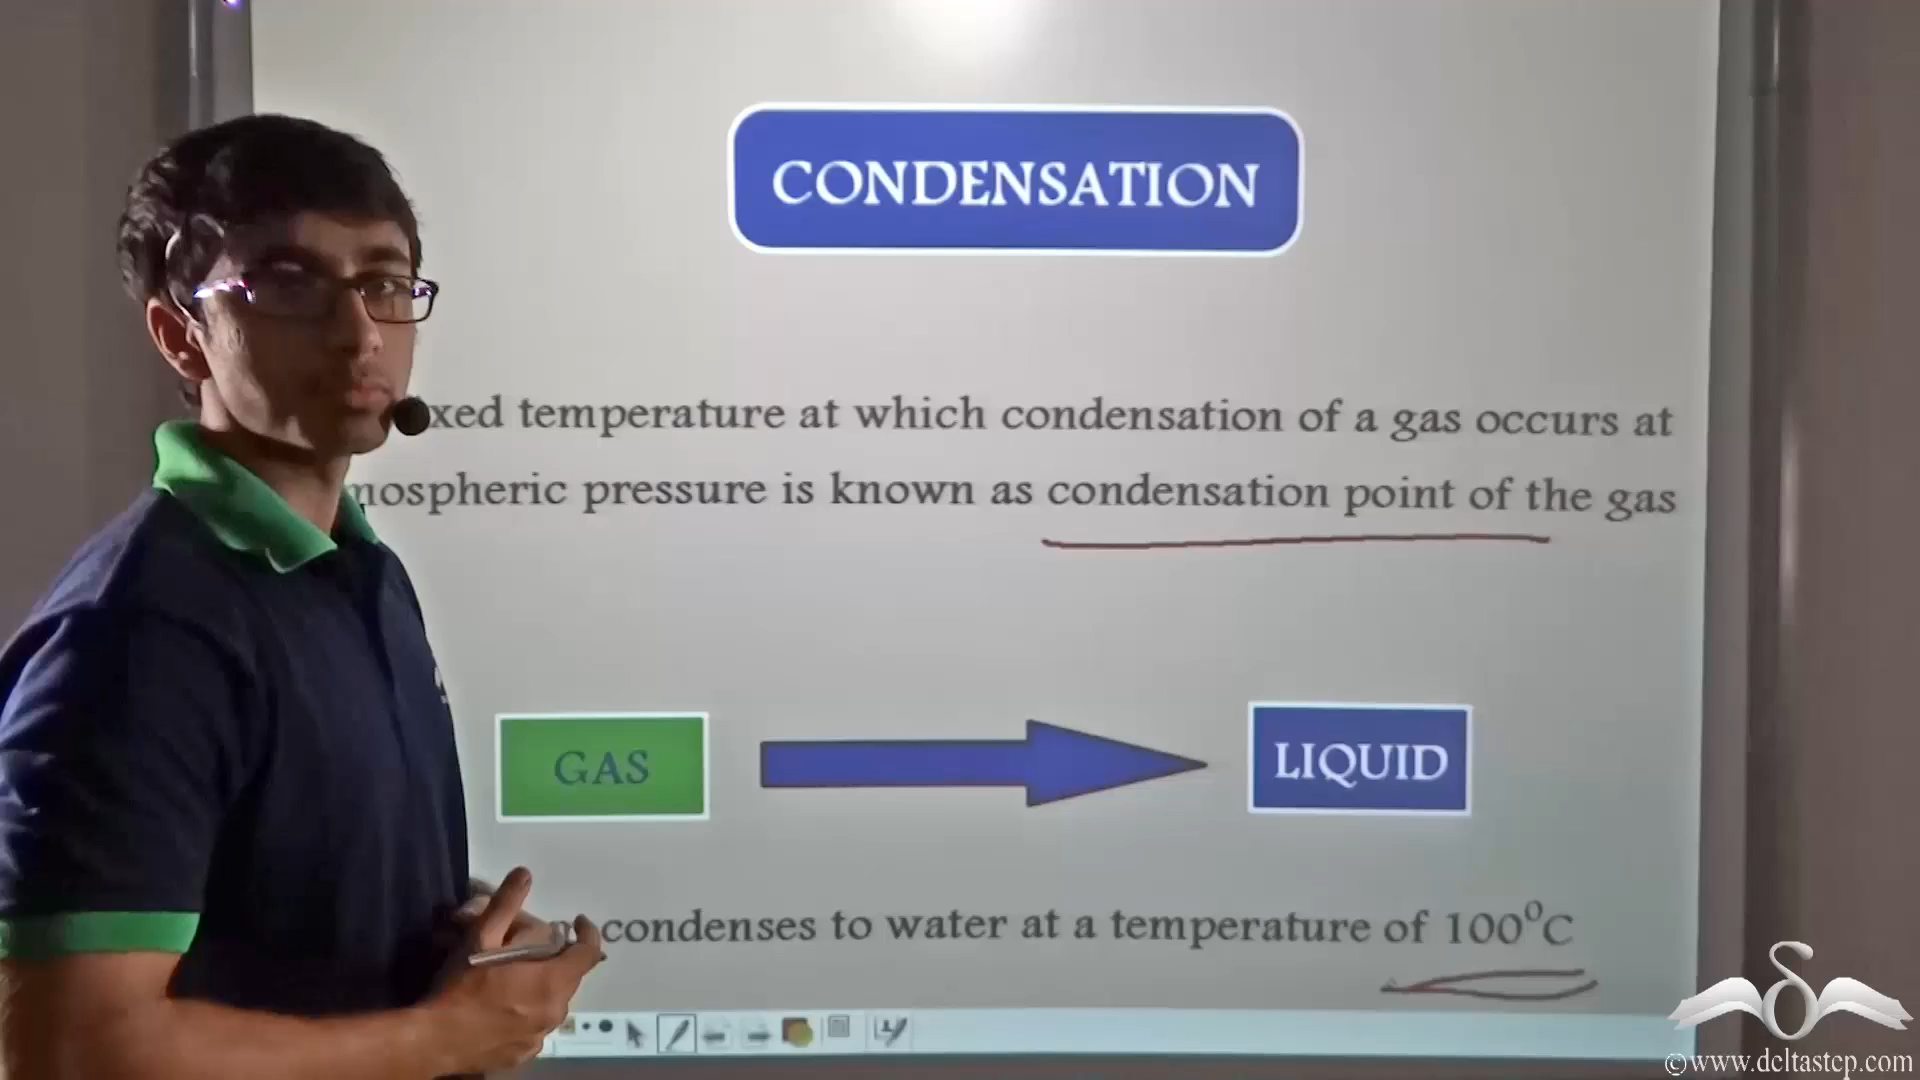 CONDENSATION
xed temperature at which condensation of a gas occurs at
mospheric pressure is known as condensation point of the gas
GAS
LIQUID
condenses to water at a temperature of 100⁰C
©www.deltastep.com